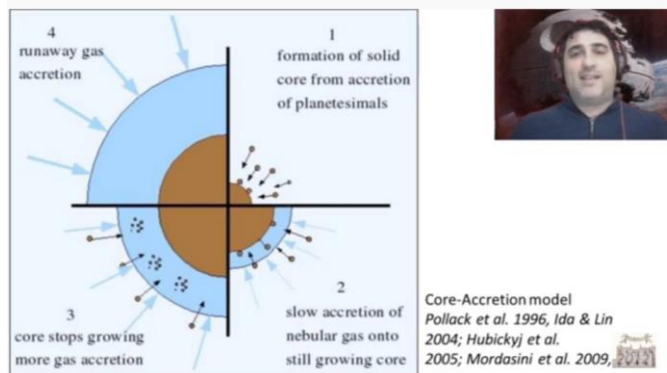 4
runaway gas
accretion
1
formation of solid
core from accretion
of planetesimals
3
core stops growing
more gas accretion
2
slow accretion of
nebular gas onto
still growing core
Core-Accretion model
Pollack et al. 1996, Ida & Lin
2004; Hubickyj et al.
2005; Mordasini et al. 2009,